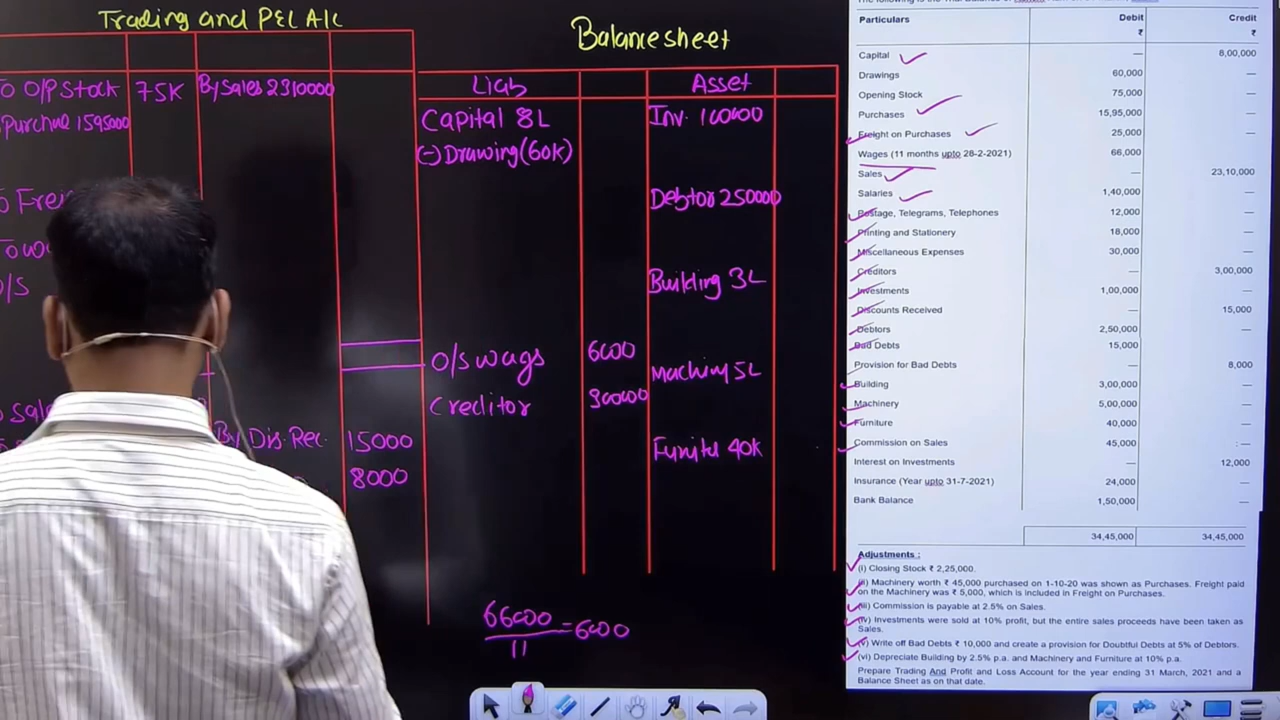 Trading and P&L A/c
To O/P Stock 75K By Sales 2310000
Purchase 1595000
To
To
O/S
By Dis. Rec. 15000
8000
Balance sheet
Liab Asset
Capital 8L Inv. 100000
(-) Drawing (60k)
Debtor 250000
Building 3L
O/S wags 6000
Machiny 5L
Creditor 300000
Funitu 40k
66000
11
=6000
Particulars Debit Credit
₹ ₹
Capital — 8,00,000
Drawings 60,000 —
Opening Stock 75,000 —
Purchases 15,95,000 —
Freight on Purchases 25,000 —
Wages (11 months upto 28-2-2021) 66,000 —
Sales — 23,10,000
Salaries 1,40,000 —
Postage, Telegrams, Telephones 12,000 —
Printing and Stationery 18,000 —
Miscellaneous Expenses 30,000 —
Creditors — 3,00,000
Investments 1,00,000 —
Discounts Received — 15,000
Debtors 2,50,000 —
Bad Debts 15,000 —
Provision for Bad Debts — 8,000
Building 3,00,000 —
Machinery 5,00,000 —
Furniture 40,000 —
Commission on Sales 45,000 : —
Interest on Investments — 12,000
Insurance (Year upto 31-7-2021) 24,000 —
Bank Balance 1,50,000 —
34,45,000 34,45,000
Adjustments :
(i) Closing Stock ₹ 2,25,000.
(ii) Machinery worth ₹ 45,000 purchased on 1-10-20 was shown as Purchases. Freight paid
on the Machinery was ₹ 5,000, which is included in Freight on Purchases.
(iii) Commission is payable at 2.5% on Sales.
(iv) Investments were sold at 10% profit, but the entire sales proceeds have been taken as
Sales.
(v) Write off Bad Debts ₹ 10,000 and create a provision for Doubtful Debts at 5% of Debtors.
(vi) Depreciate Building by 2.5% p.a. and Machinery and Furniture at 10% p.a.
Prepare Trading And Profit and Loss Account for the year ending 31 March, 2021 and a
Balance Sheet as on that date.